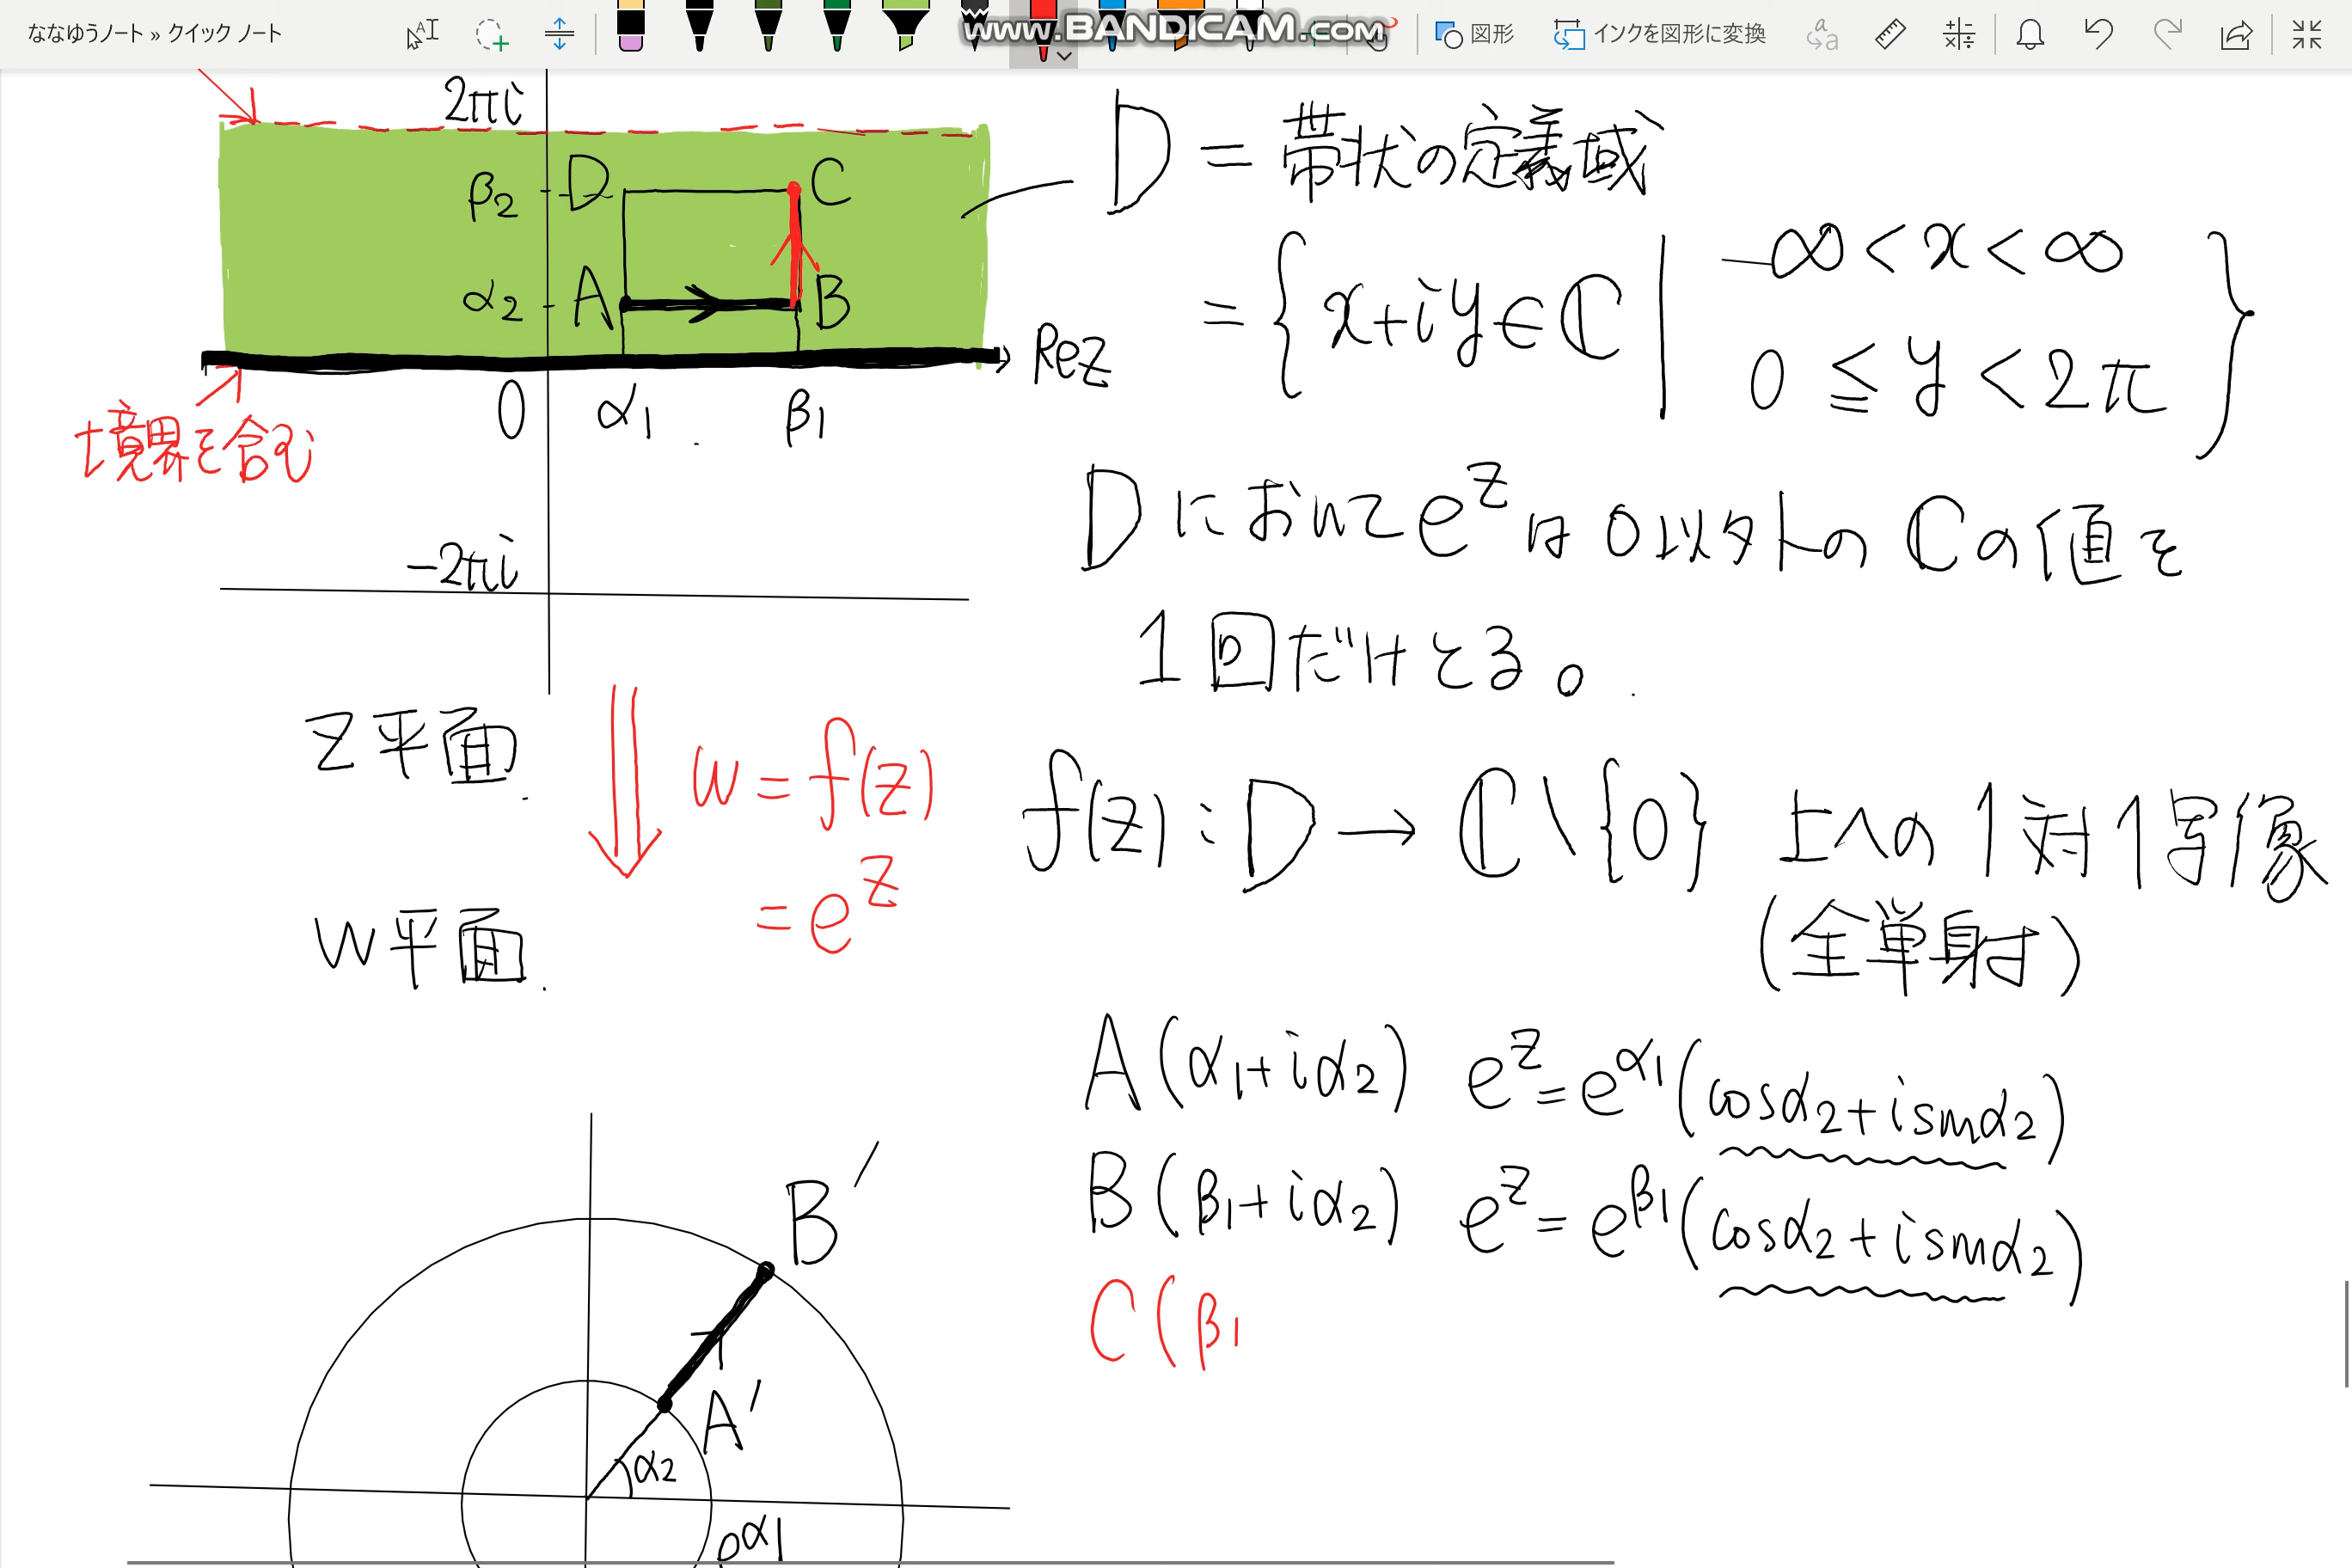 ななゆうノート » クイック ノート
www.BANDICAM.com
図形
インクを図形に変換
2πi
β2
D
C
α2
A
B
Rez
0
α1
β1
境界を含む
-2πi
D = 帯状の定義域
= { x+iy∈ℂ | -∞ < x < ∞
0 ≦ y < 2π }
Dにおいて e^z は 0以外の ℂの値を
1回だけとる。
z平面
w = f(z)
= e^z
w平面
f(z) : D → ℂ \ {0} 上への1対1写像
(全単射)
A(α1+iα2) e^z = e^α1(cosα2+isinα2)
B(β1+iα2) e^z = e^β1(cosα2+isinα2)
C(β1
B′
A′
α2
e^α1